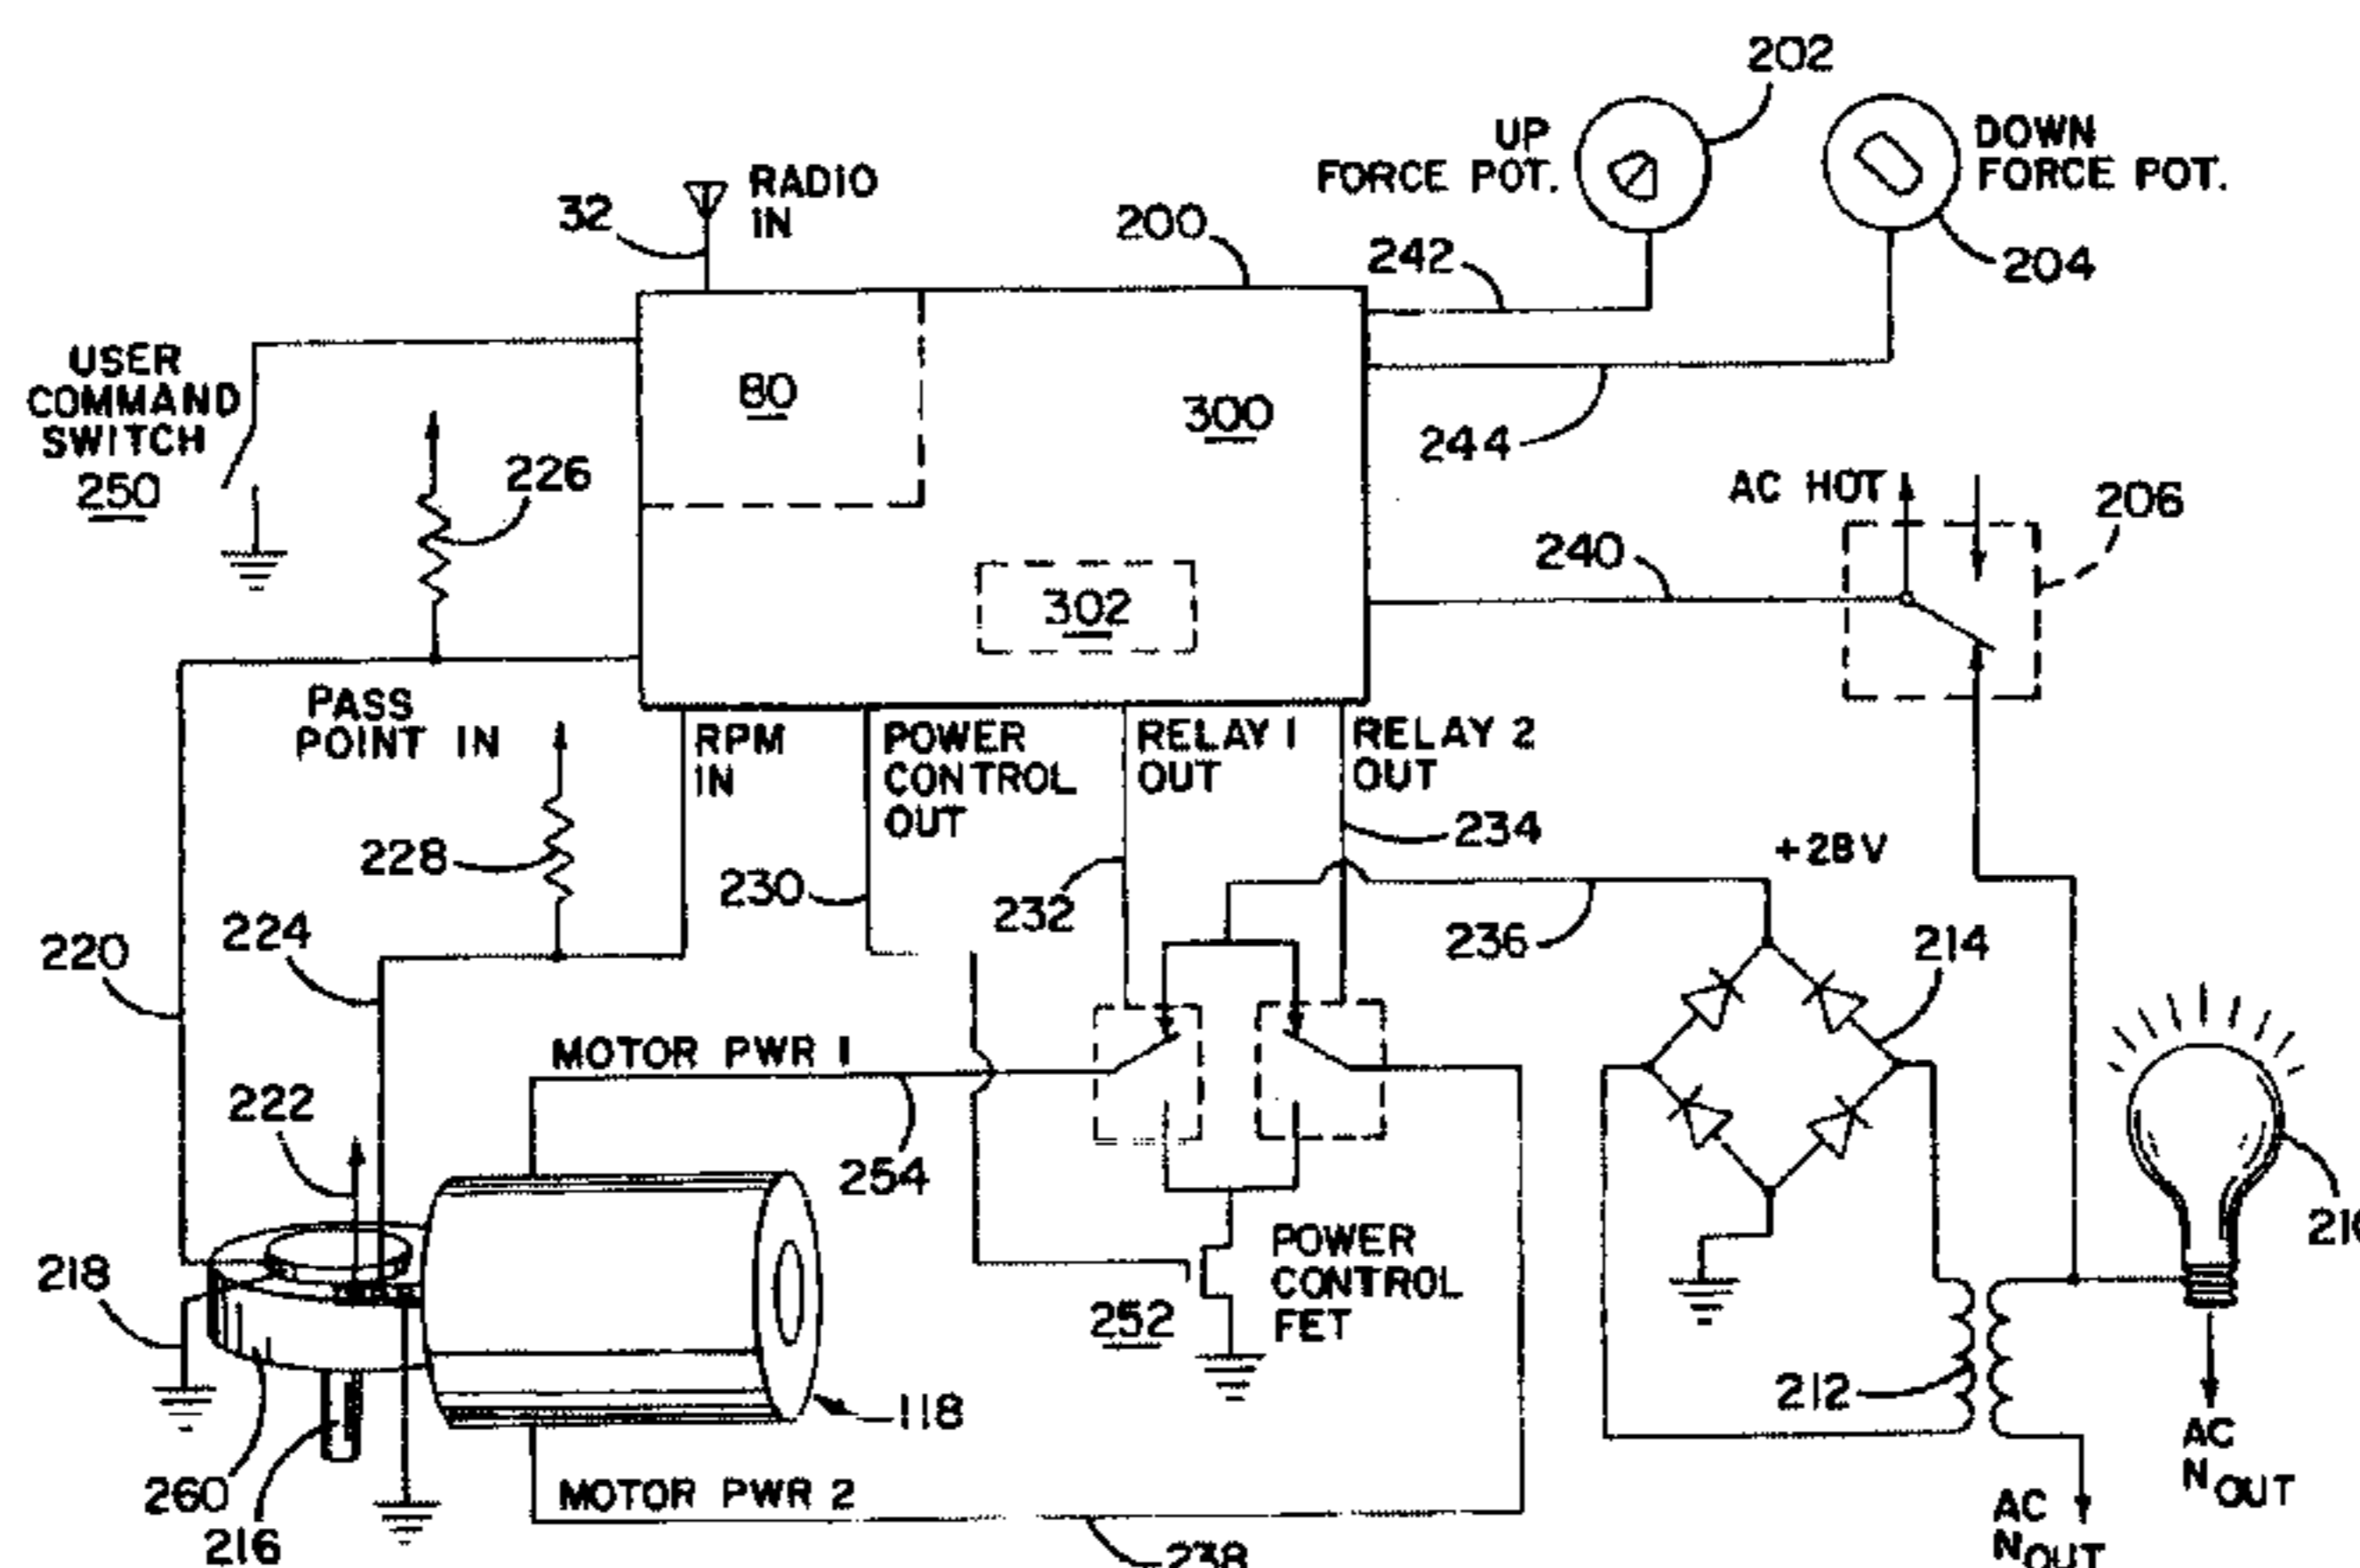 202
UP
FORCE POT.
DOWN
FORCE POT.
204
RADIO
IN
32
200
242
244
USER
COMMAND
SWITCH
250
226
80
300
302
AC HOT
206
240
PASS
POINT IN
RPM
IN
POWER
CONTROL
OUT
RELAY 1
OUT
RELAY 2
OUT
228
230
232
234
+28V
236
214
220
224
222
MOTOR PWR 1
254
218
POWER
CONTROL
FET
252
118
212
260
216
MOTOR PWR 2
238
AC
NOUT
AC
NOUT